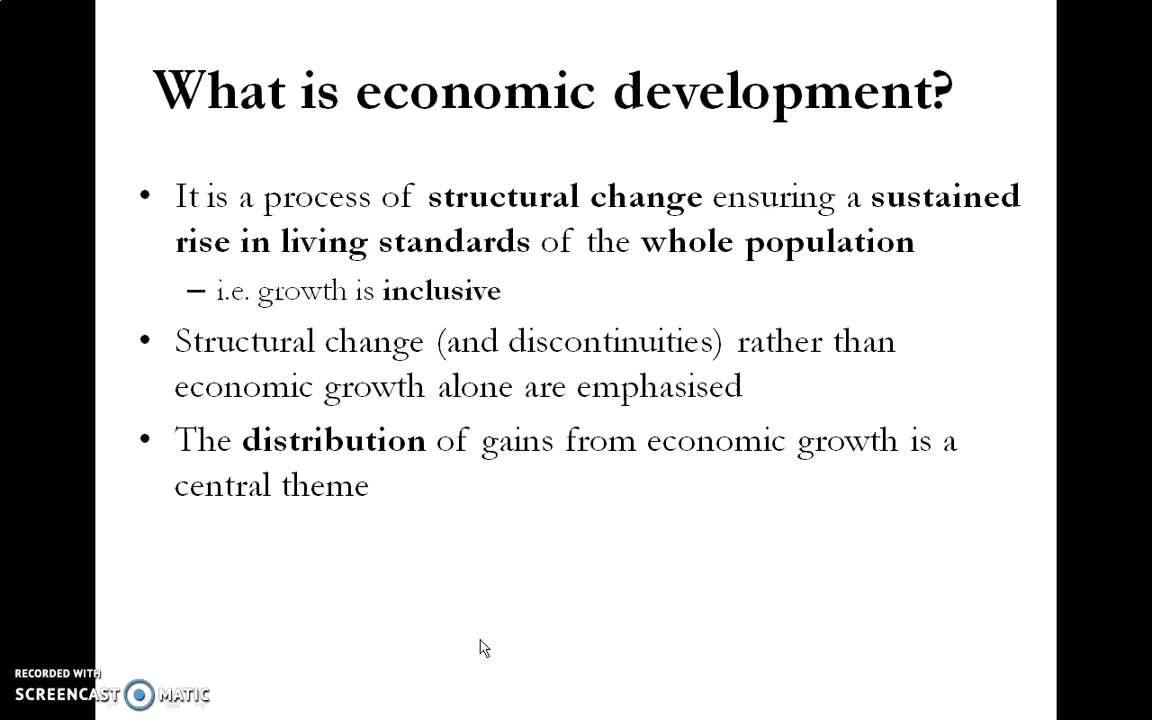 What is economic development?
• It is a process of structural change ensuring a sustained
rise in living standards of the whole population
– i.e. growth is inclusive
• Structural change (and discontinuities) rather than
economic growth alone are emphasised
• The distribution of gains from economic growth is a
central theme
RECORDED WITH
SCREENCAST MATIC